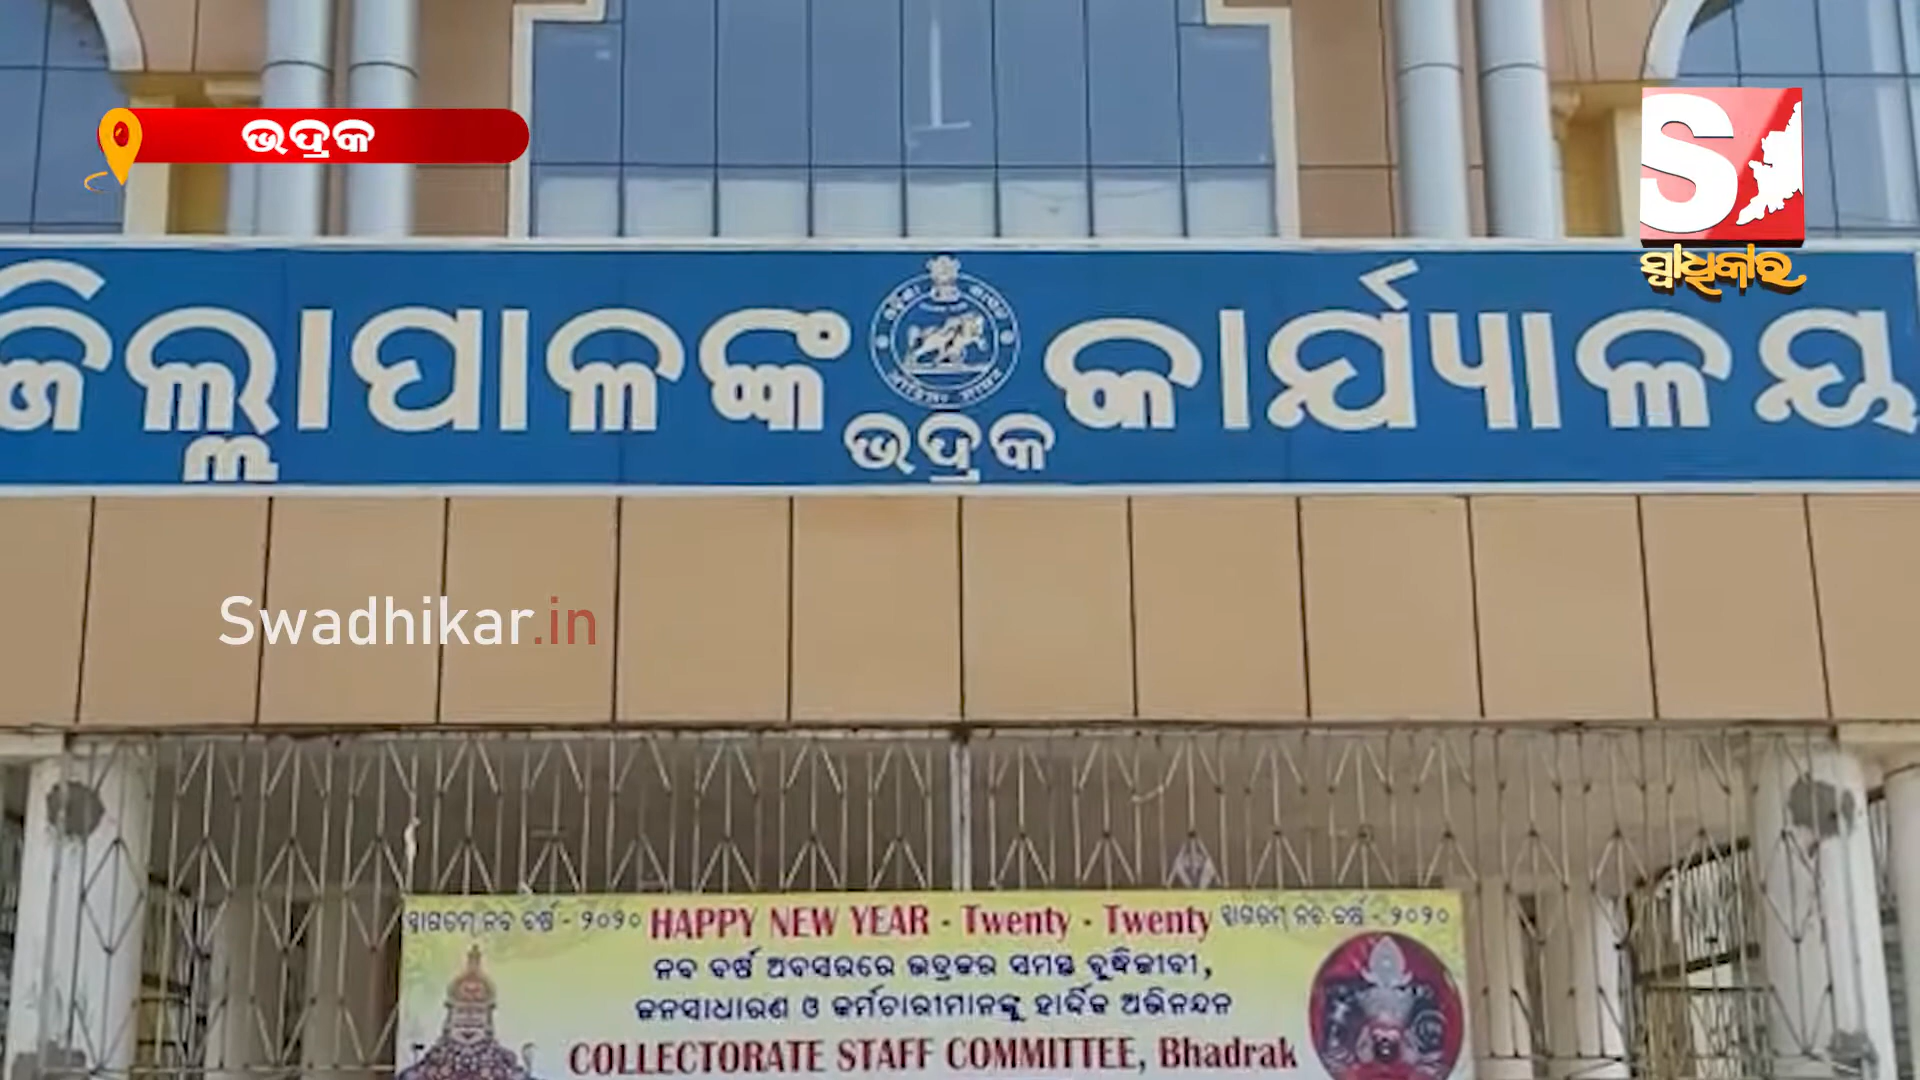 ଭଦ୍ରକ
S
ସ୍ୱାଧିକାର
ଜିଲ୍ଲାପାଳଙ୍କ କାର୍ଯ୍ୟାଳୟ
ଭଦ୍ରକ
Swadhikar.in
ସ୍ୱାଗତମ୍ ନବ ବର୍ଷ - ୨୦୨୦ HAPPY NEW YEAR - Twenty - Twenty ସ୍ୱାଗତମ୍ ନବ ବର୍ଷ - ୨୦୨୦
ନବ ବର୍ଷ ଅବସରରେ ଭଦ୍ରକର ସମସ୍ତ ବୁଦ୍ଧିଜୀବୀ,
ଜନସାଧାରଣ ଓ କର୍ମଚାରୀମାନଙ୍କୁ ହାର୍ଦ୍ଦିକ ଅଭିନନ୍ଦନ
COLLECTORATE STAFF COMMITTEE, Bhadrak